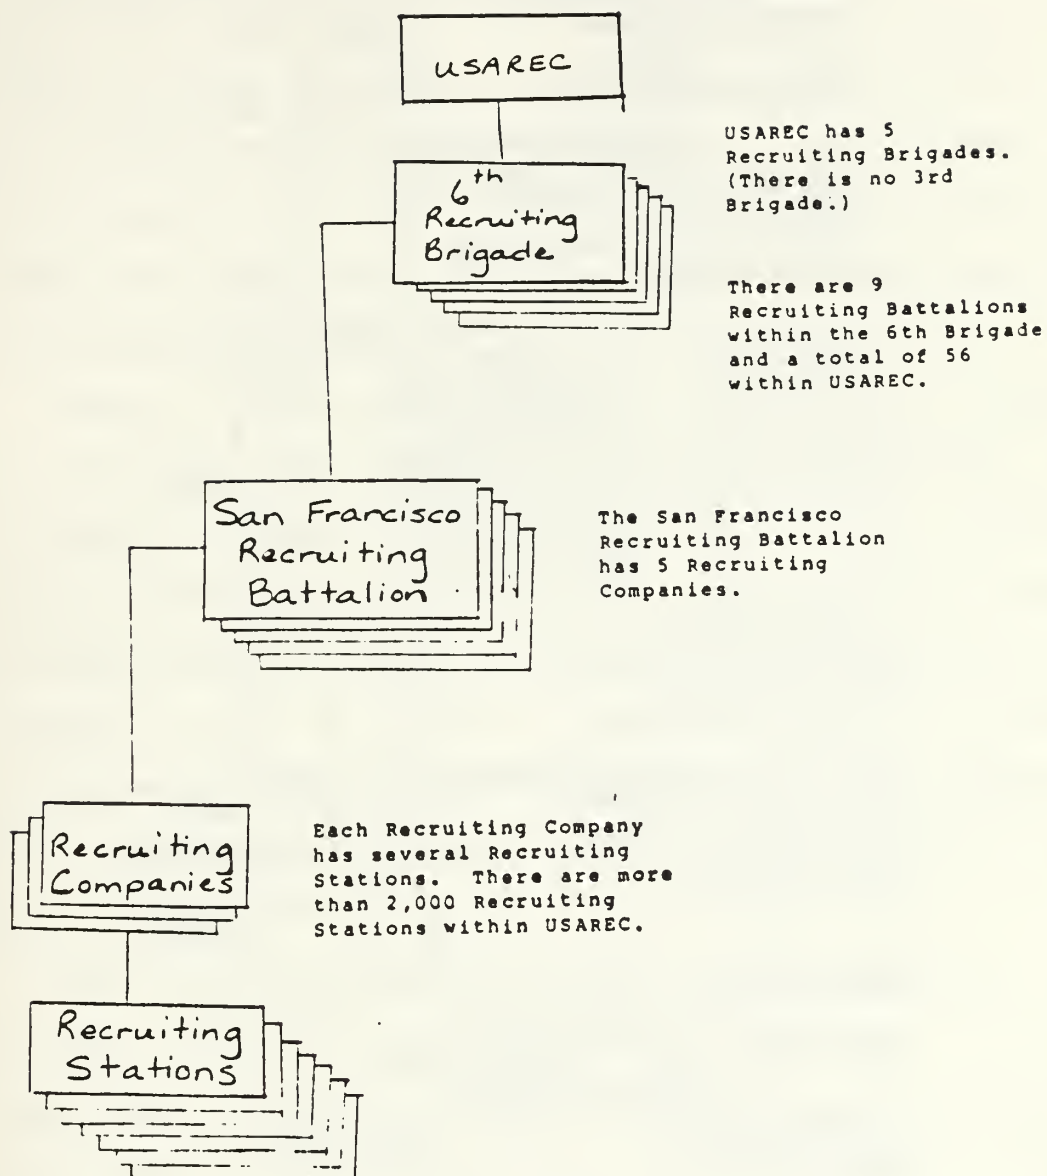 USAREC
USAREC has 5
Recruiting Brigades.
(There is no 3rd
Brigade.)
6th
Recruiting
Brigade
There are 9
Recruiting Battalions
within the 6th Brigade
and a total of 56
within USAREC.
San Francisco
Recruiting
Battalion
The San Francisco
Recruiting Battalion
has 5 Recruiting
Companies.
Recruiting
Companies
Each Recruiting Company
has several Recruiting
Stations. There are more
than 2,000 Recruiting
Stations within USAREC.
Recruiting
Stations